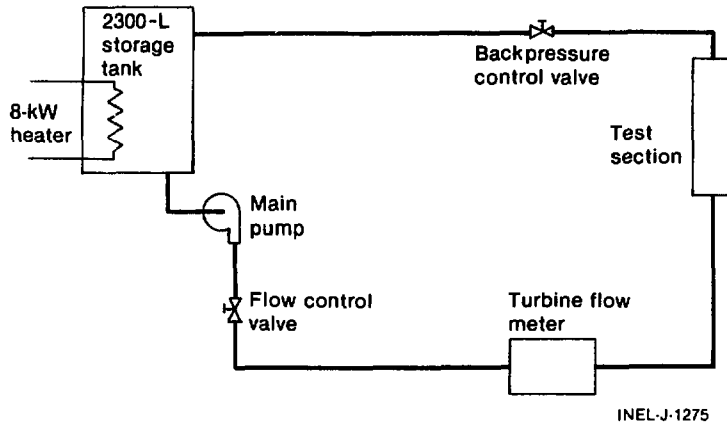 2300-L
storage
tank
8-kW
heater
Backpressure
control valve
Test
section
Main
pump
Flow control
valve
Turbine flow
meter
INEL-J-1275